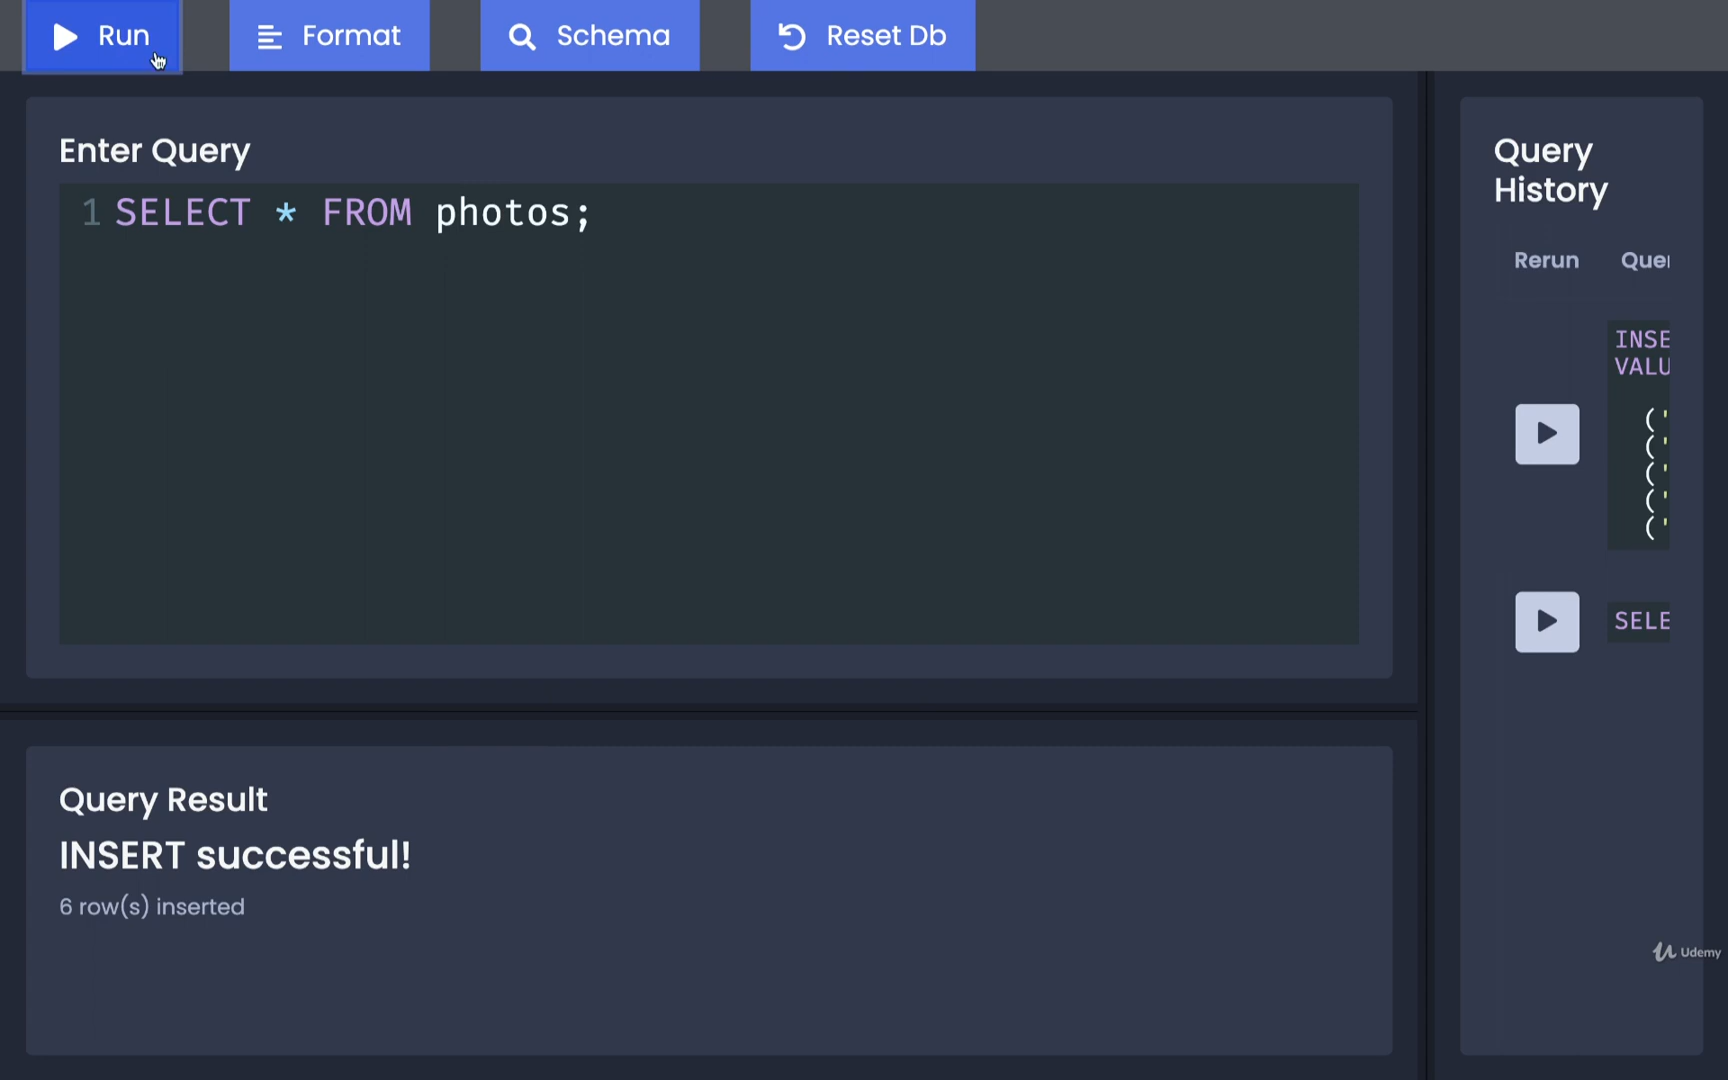 Run
Format
Schema
Reset Db
Enter Query
1 SELECT * FROM photos;
Query Result
INSERT successful!
6 row(s) inserted
Query
History
Rerun
INSE
VALU
('
('
('
('
('
SELE
Udemy